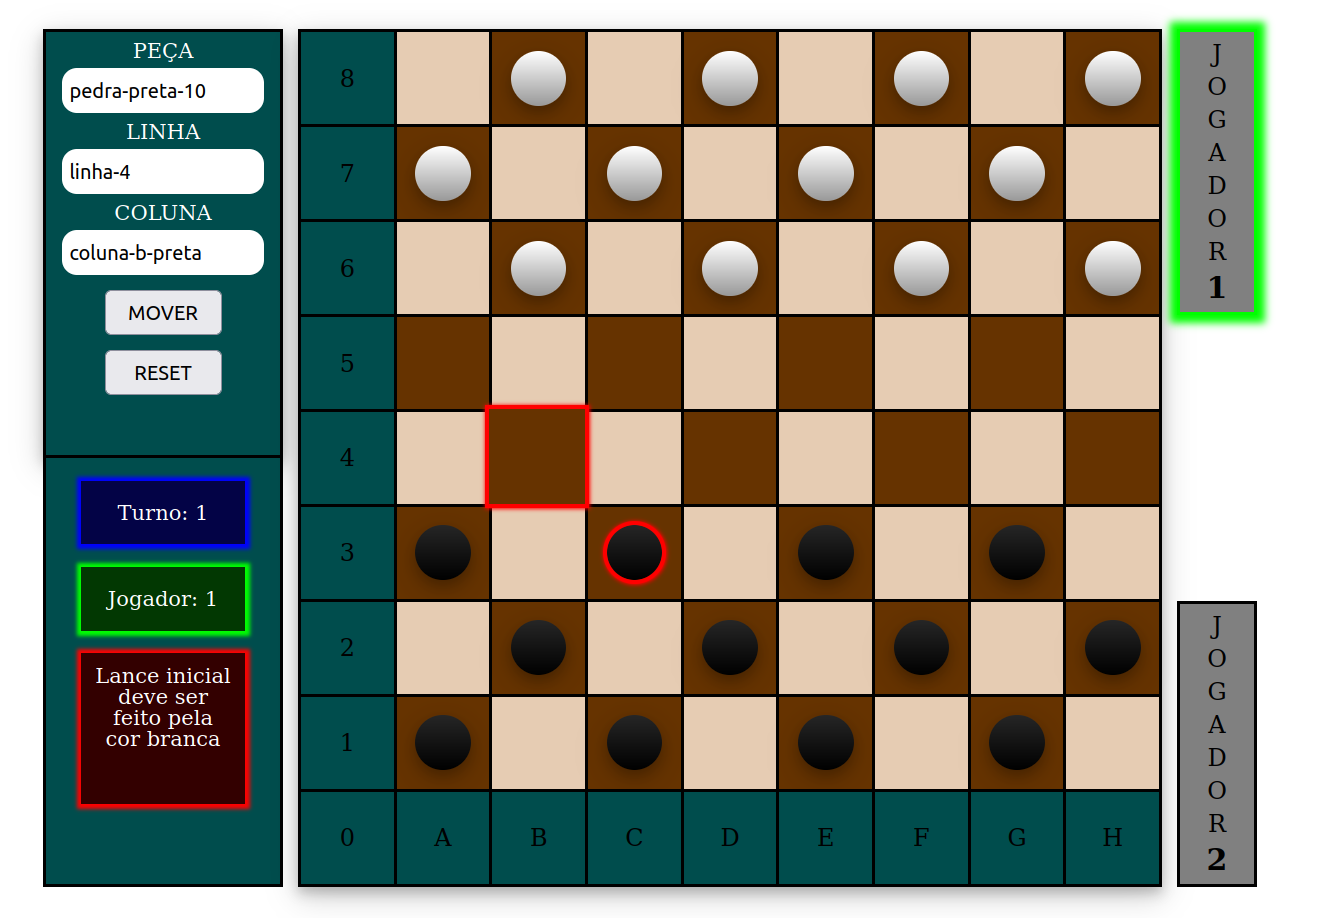 PEÇA
pedra-preta-10
LINHA
linha-4
COLUNA
coluna-b-preta
MOVER
RESET
Turno: 1
Jogador: 1
Lance inicial
deve ser
feito pela
cor branca
8
7
6
5
4
3
2
1
0 A B C D E F G H
J
O
G
A
D
O
R
1
J
O
G
A
D
O
R
2